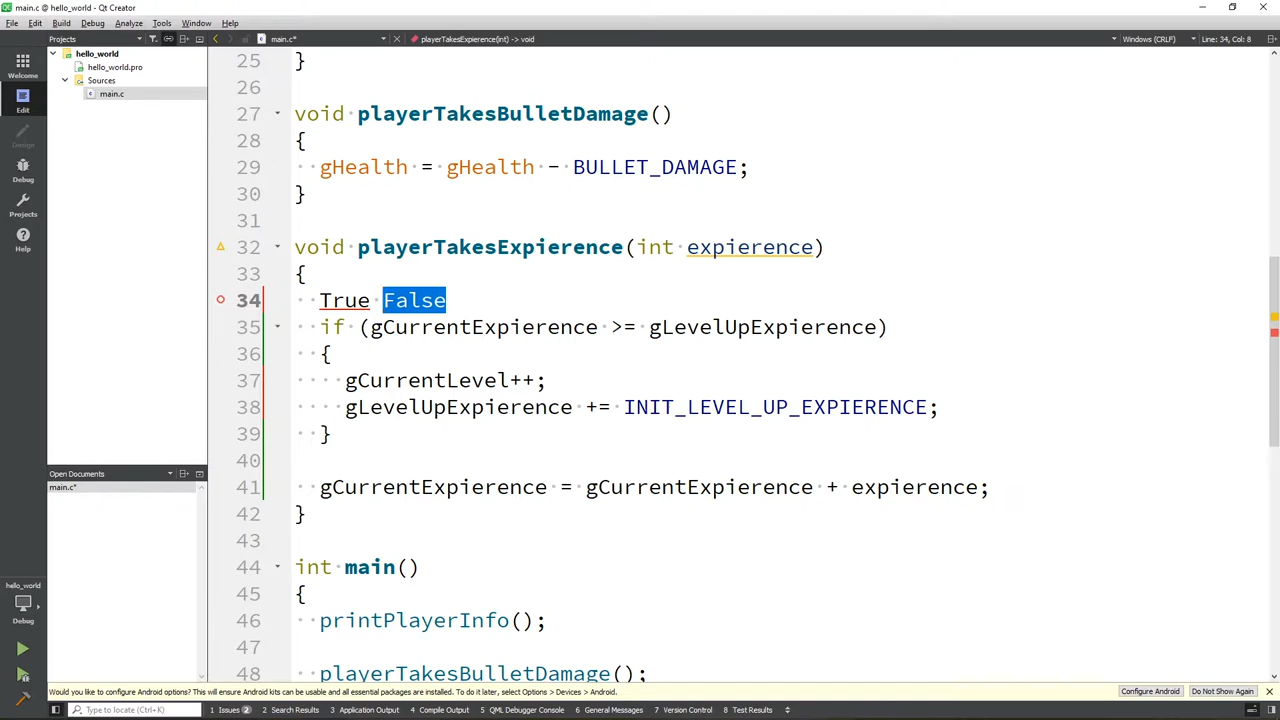 main.c @ hello_world - Qt Creator
File Edit Build Debug Analyze Tools Window Help
Projects main.c* playerTakesExpierence(int) -> void Windows (CRLF) Line: 34, Col: 8
Welcome
Edit
Design
Debug
Projects
Help
hello_world
hello_world.pro
Sources
main.c
Open Documents
main.c*
hello_world
Debug
25 }
26
27 void playerTakesBulletDamage()
28 {
29 gHealth = gHealth - BULLET_DAMAGE;
30 }
31
32 void playerTakesExpierence(int expierence)
33 {
34 True False
35 if (gCurrentExpierence >= gLevelUpExpierence)
36 {
37 gCurrentLevel++;
38 gLevelUpExpierence += INIT_LEVEL_UP_EXPIERENCE;
39 }
40
41 gCurrentExpierence = gCurrentExpierence + expierence;
42 }
43
44 int main()
45 {
46 printPlayerInfo();
47
48 playerTakesBulletDamage();
Would you like to configure Android options? This will ensure Android kits can be usable and all essential packages are installed. To do it later, select Options > Devices > Android. Configure Android Do Not Show Again
Type to locate (Ctrl+K) 1 Issues 2 2 Search Results 3 Application Output 4 Compile Output 5 QML Debugger Console 6 General Messages 7 Version Control 8 Test Results